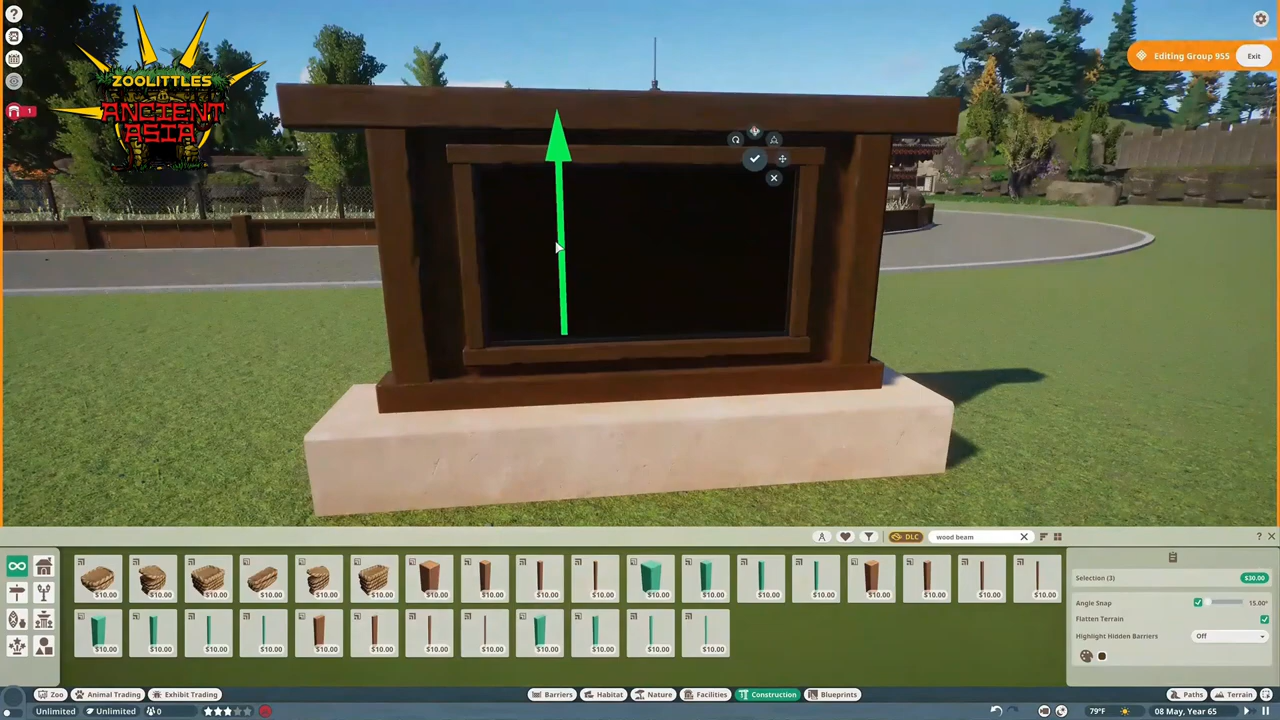 ?
ZOOLITTLES
ANCIENT
ASIA
1
Editing Group 955
Exit
DLC
wood beam
? ×
$10.00 $10.00 $10.00 $10.00 $10.00 $10.00 $10.00 $10.00 $10.00 $10.00 $10.00 $10.00 $10.00 $10.00 $10.00 $10.00 $10.00 $10.00
$10.00 $10.00 $10.00 $10.00 $10.00 $10.00 $10.00 $10.00 $10.00 $10.00 $10.00 $10.00
Selection (3) $30.00
Angle Snap 15.00°
Flatten Terrain
Highlight Hidden Barriers Off
Zoo Animal Trading Exhibit Trading Barriers Habitat Nature Facilities Construction Blueprints Paths Terrain
Unlimited Unlimited 0 79°F 08 May, Year 65